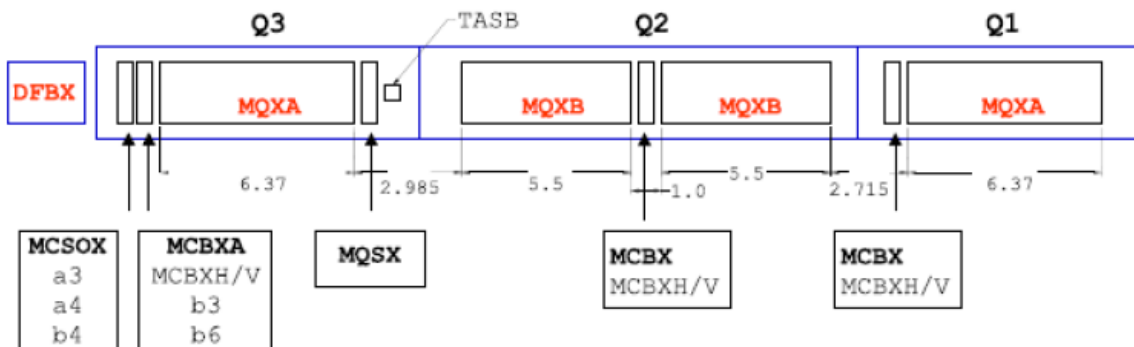 Q3
TASB
Q2
Q1
DFBX
MQXA
MQXB
MQXB
MQXA
6.37
2.985
5.5
1.0
5.5
2.715
6.37
MCSOX
a3
a4
b4
MCBXA
MCBXH/V
b3
b6
MQSX
MCBX
MCBXH/V
MCBX
MCBXH/V